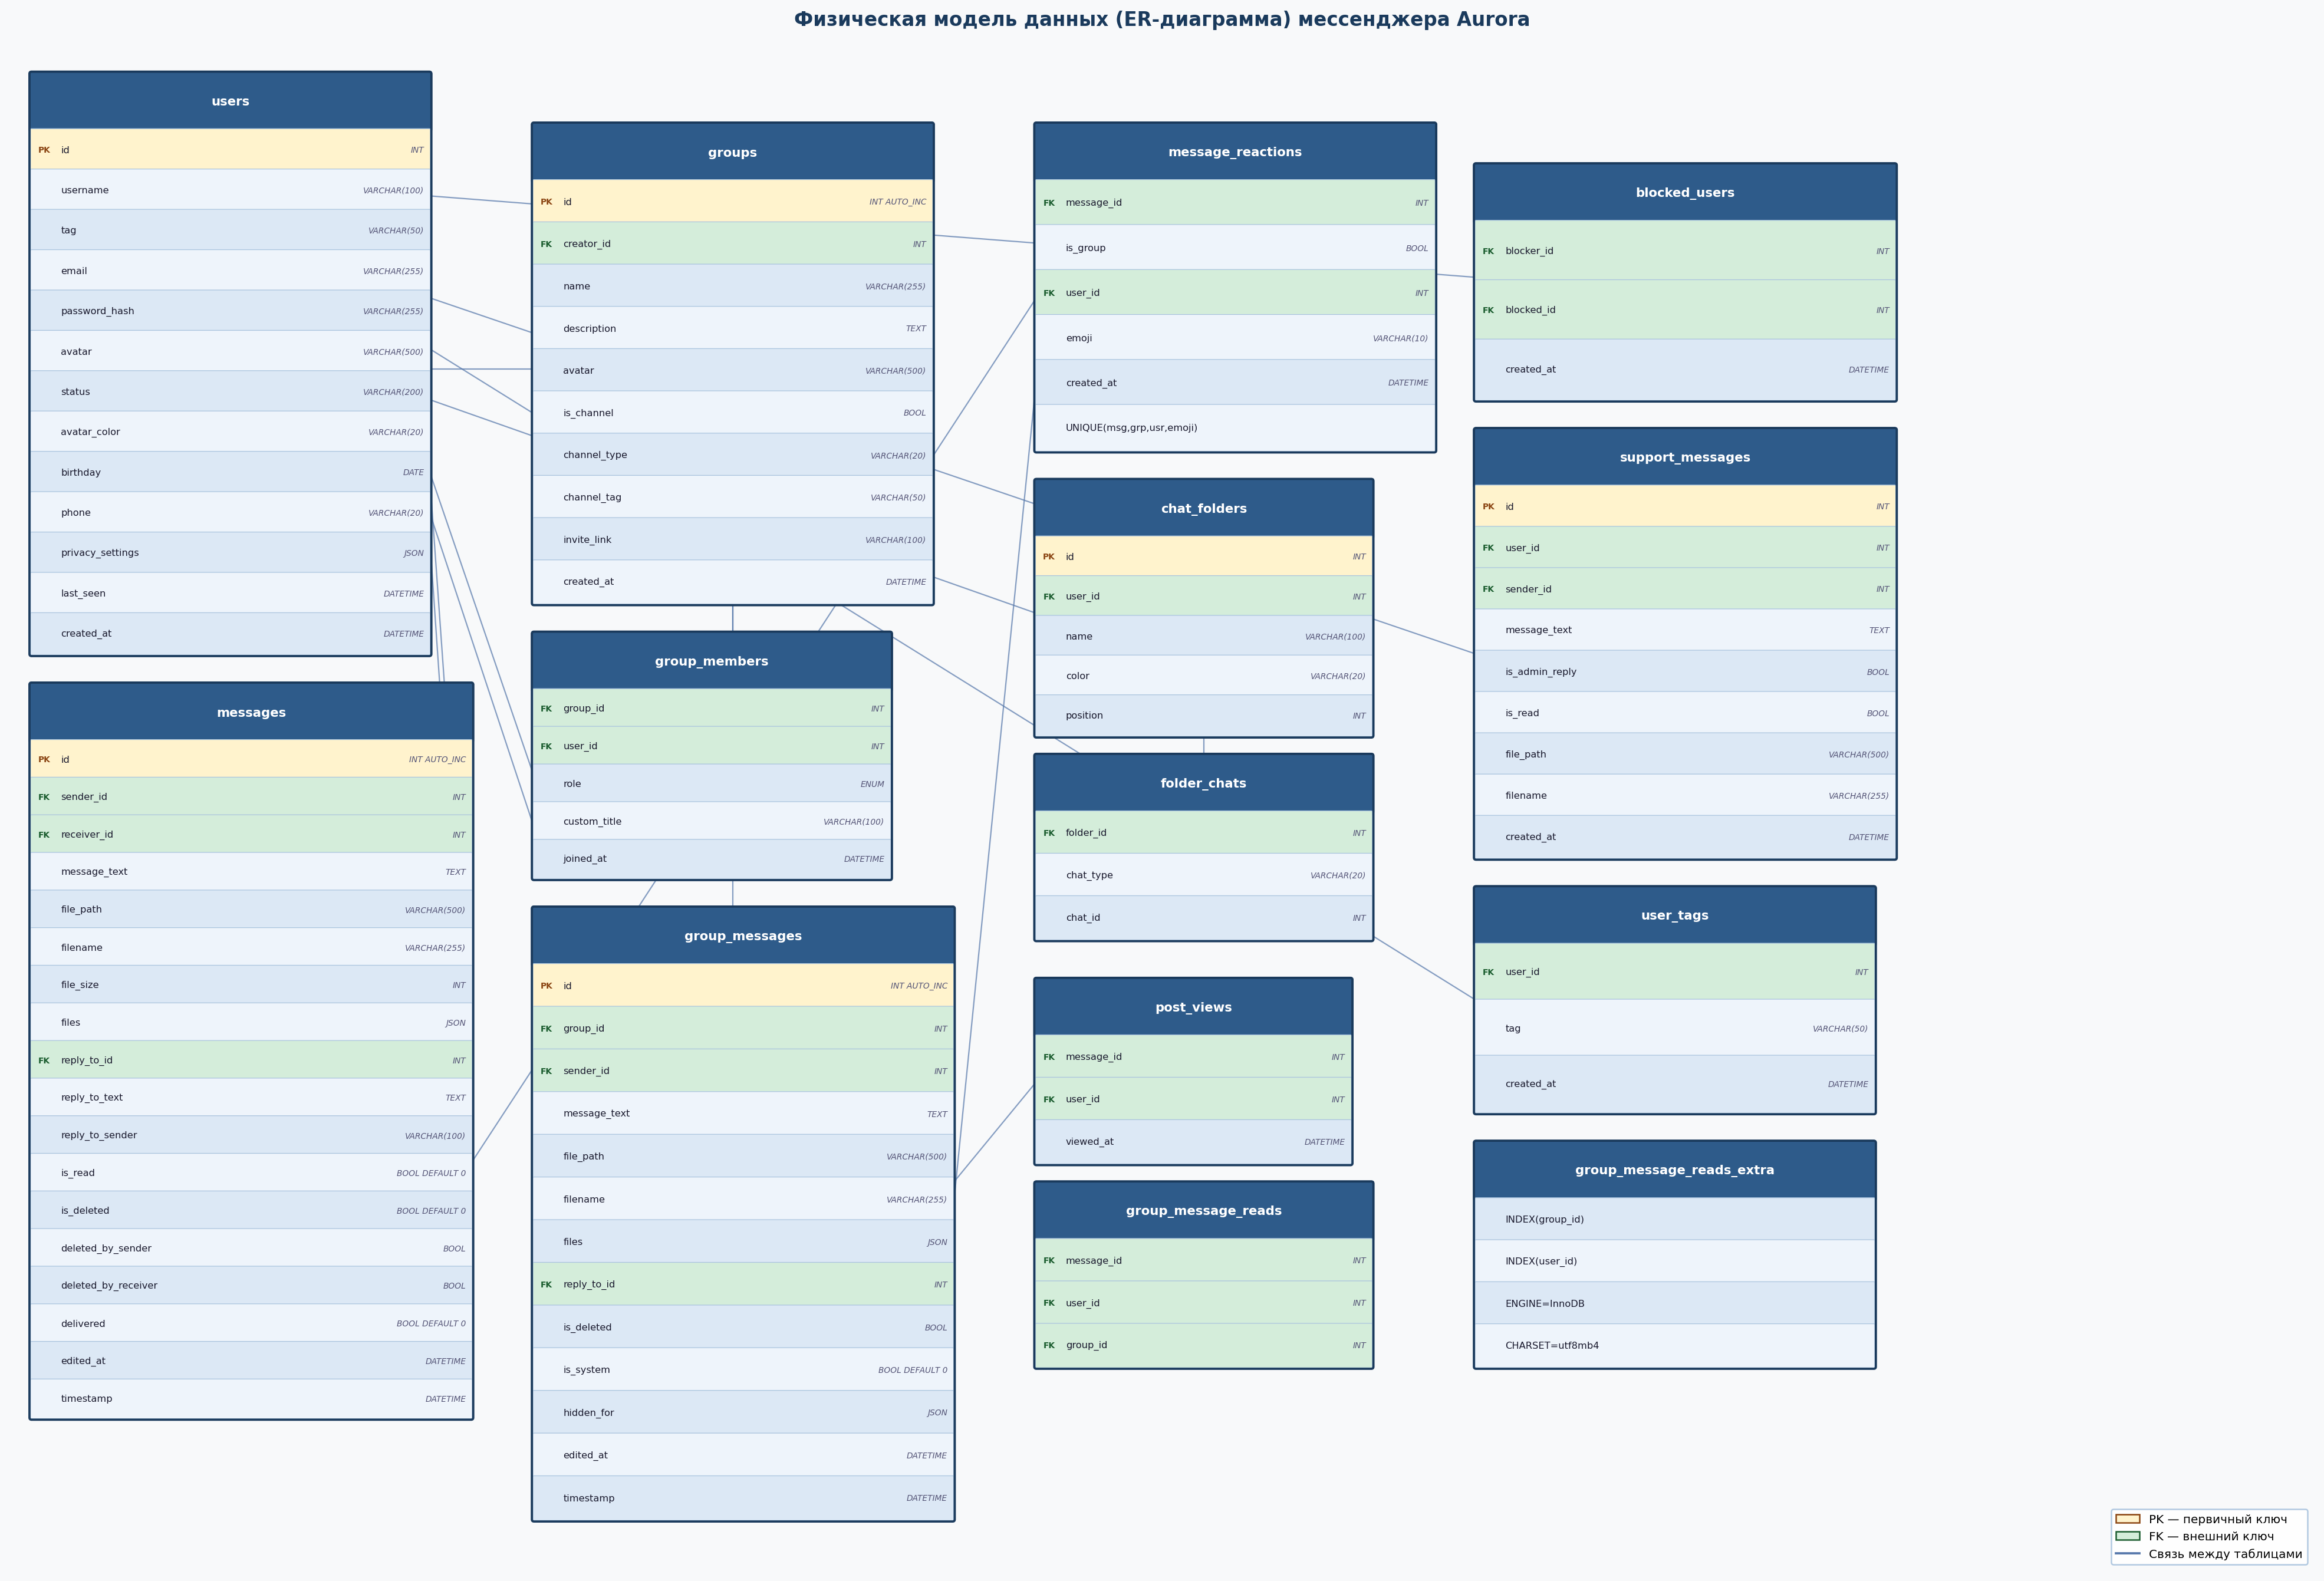 Физическая модель данных (ER-диаграмма) мессенджера Aurora
users
PK id INT
username VARCHAR(100)
tag VARCHAR(50)
email VARCHAR(255)
password_hash VARCHAR(255)
avatar VARCHAR(500)
status VARCHAR(200)
avatar_color VARCHAR(20)
birthday DATE
phone VARCHAR(20)
privacy_settings JSON
last_seen DATETIME
created_at DATETIME
messages
PK id INT AUTO_INC
FK sender_id INT
FK receiver_id INT
message_text TEXT
file_path VARCHAR(500)
filename VARCHAR(255)
file_size INT
files JSON
FK reply_to_id INT
reply_to_text TEXT
reply_to_sender VARCHAR(100)
is_read BOOL DEFAULT 0
is_deleted BOOL DEFAULT 0
deleted_by_sender BOOL
deleted_by_receiver BOOL
delivered BOOL DEFAULT 0
edited_at DATETIME
timestamp DATETIME
groups
PK id INT AUTO_INC
FK creator_id INT
name VARCHAR(255)
description TEXT
avatar VARCHAR(500)
is_channel BOOL
channel_type VARCHAR(20)
channel_tag VARCHAR(50)
invite_link VARCHAR(100)
created_at DATETIME
group_members
FK group_id INT
FK user_id INT
role ENUM
custom_title VARCHAR(100)
joined_at DATETIME
group_messages
PK id INT AUTO_INC
FK group_id INT
FK sender_id INT
message_text TEXT
file_path VARCHAR(500)
filename VARCHAR(255)
files JSON
FK reply_to_id INT
is_deleted BOOL
is_system BOOL DEFAULT 0
hidden_for JSON
edited_at DATETIME
timestamp DATETIME
message_reactions
FK message_id INT
is_group BOOL
FK user_id INT
emoji VARCHAR(10)
created_at DATETIME
UNIQUE(msg,grp,usr,emoji)
chat_folders
PK id INT
FK user_id INT
name VARCHAR(100)
color VARCHAR(20)
position INT
folder_chats
FK folder_id INT
chat_type VARCHAR(20)
chat_id INT
post_views
FK message_id INT
FK user_id INT
viewed_at DATETIME
group_message_reads
FK message_id INT
FK user_id INT
FK group_id INT
blocked_users
FK blocker_id INT
FK blocked_id INT
created_at DATETIME
support_messages
PK id INT
FK user_id INT
FK sender_id INT
message_text TEXT
is_admin_reply BOOL
is_read BOOL
file_path VARCHAR(500)
filename VARCHAR(255)
created_at DATETIME
user_tags
FK user_id INT
tag VARCHAR(50)
created_at DATETIME
group_message_reads_extra
INDEX(group_id)
INDEX(user_id)
ENGINE=InnoDB
CHARSET=utf8mb4
PK — первичный ключ
FK — внешний ключ
Связь между таблицами